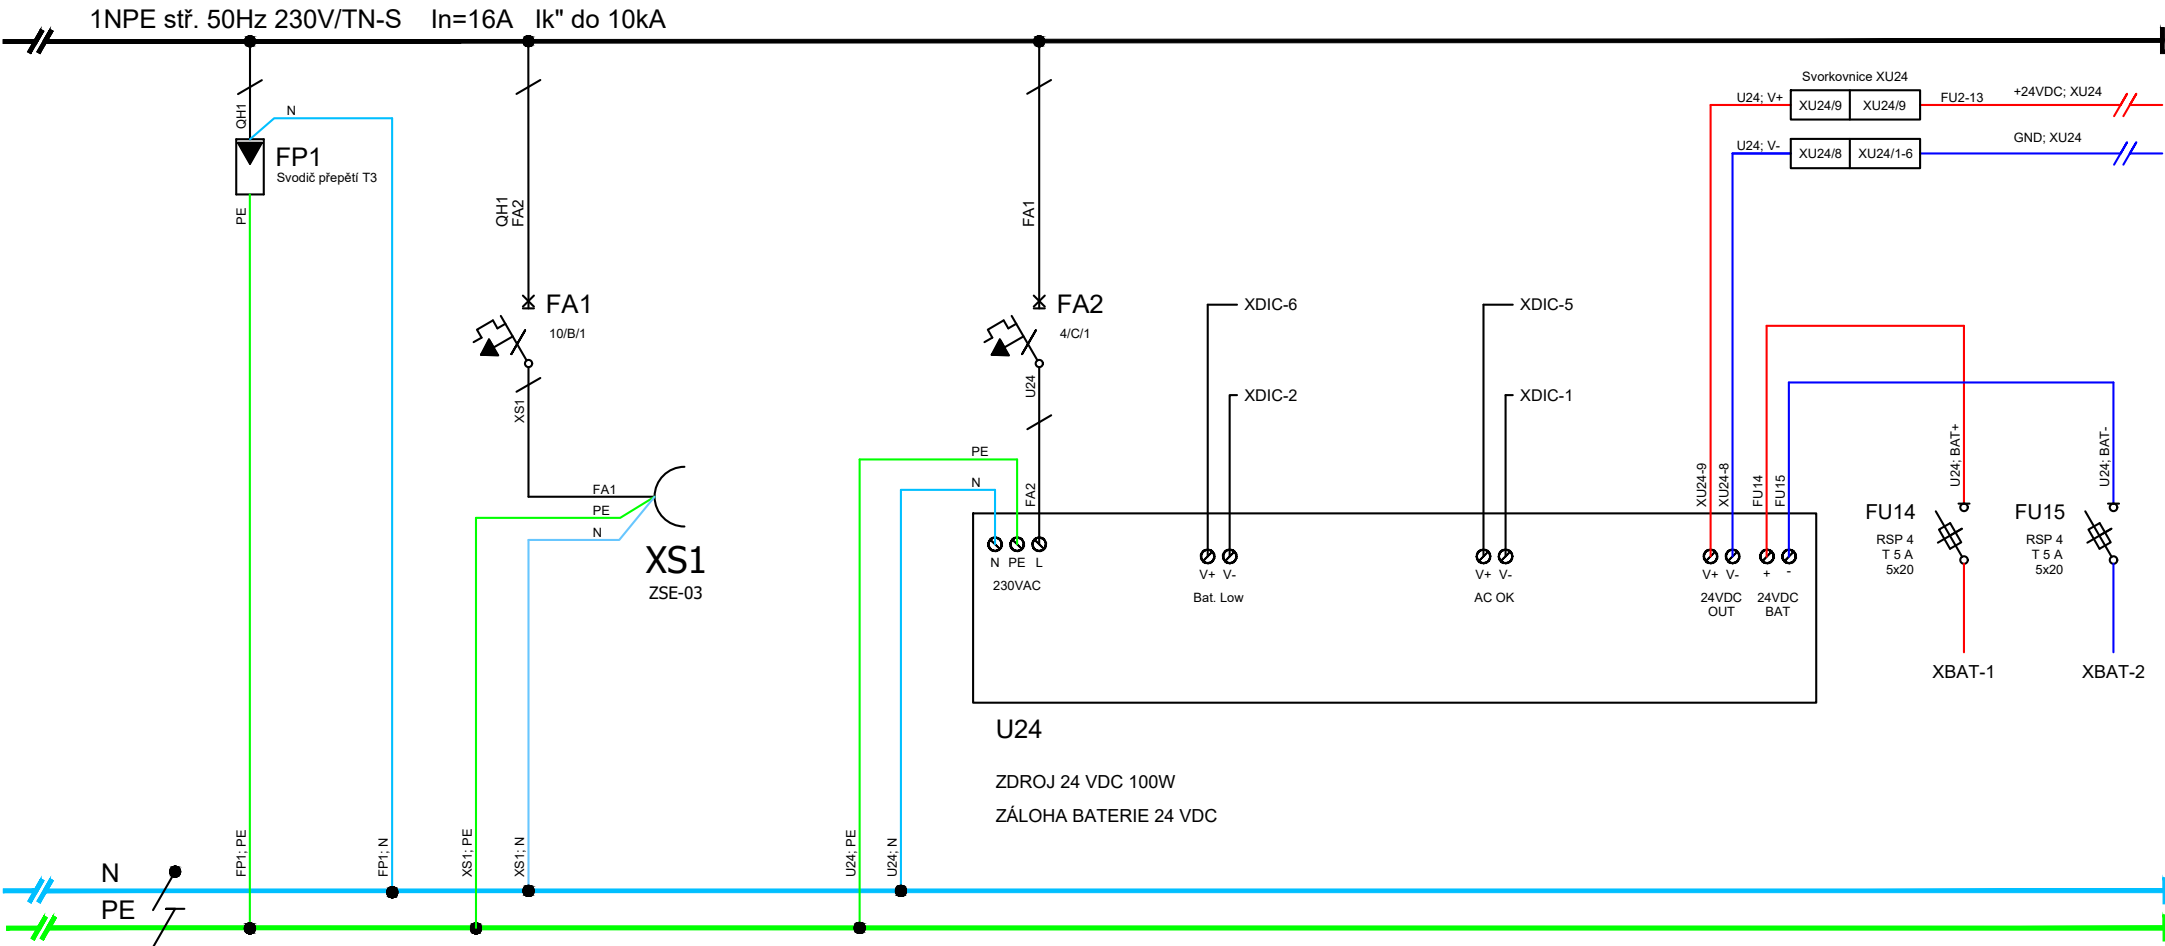 1NPE stř. 50Hz 230V/TN-S In=16A Ik" do 10kA
Svorkovnice XU24
U24; V+
XU24/9
XU24/9
FU2-13
+24VDC; XU24
U24; V-
XU24/8
XU24/1-6
GND; XU24
QH1
N
FP1
Svodič přepětí T3
PE
QH1
FA2
FA1
FA1
10/B/1
XS1
FA2
4/C/1
U24
XDIC-6
XDIC-2
XDIC-5
XDIC-1
FA1
PE
N
XS1
ZSE-03
PE
N
FA2
XU24-9
XU24-8
FU14
FU15
U24; BAT+
U24; BAT-
FU14
RSP 4
T 5 A
5x20
FU15
RSP 4
T 5 A
5x20
N PE L
230VAC
V+ V-
Bat. Low
V+ V-
AC OK
V+ V-
24VDC
OUT
+ -
24VDC
BAT
XBAT-1
XBAT-2
U24
ZDROJ 24 VDC 100W
ZÁLOHA BATERIE 24 VDC
FP1; PE
FP1; N
XS1; PE
XS1; N
U24; PE
U24; N
N
PE